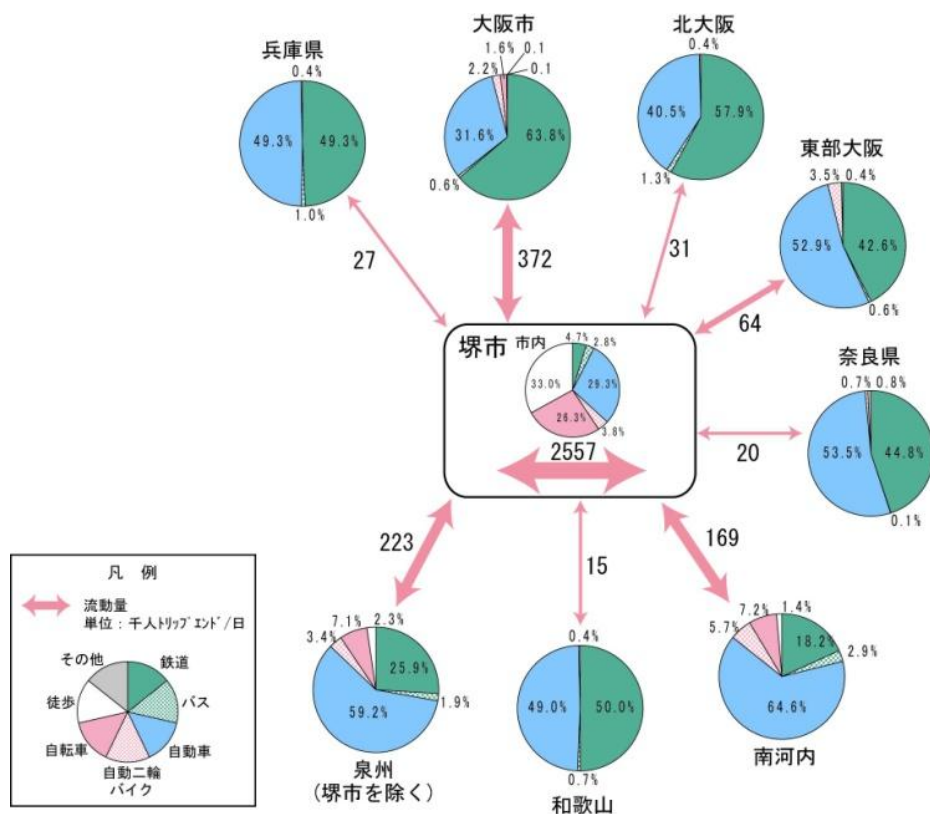 兵庫県
0.4%
49.3%
49.3%
1.0%
27
大阪市
1.6%
0.1
2.2%
0.1
31.6%
63.8%
0.6%
372
北大阪
0.4%
40.5%
57.9%
1.3%
31
東部大阪
3.5%
0.4%
52.9%
42.6%
0.6%
64
奈良県
0.7%
0.8%
53.5%
44.8%
0.1%
20
堺市 市内
4.7%
2.8%
33.0%
29.3%
26.3%
3.8%
2557
223
7.1%
2.3%
3.4%
25.9%
1.9%
59.2%
泉州
(堺市を除く)
15
0.4%
49.0%
50.0%
0.7%
和歌山
169
7.2%
1.4%
5.7%
18.2%
2.9%
64.6%
南河内
凡 例
流動量
単位:千人トリップエンド/日
その他
鉄道
徒歩
バス
自転車
自動車
自動二輪
バイク